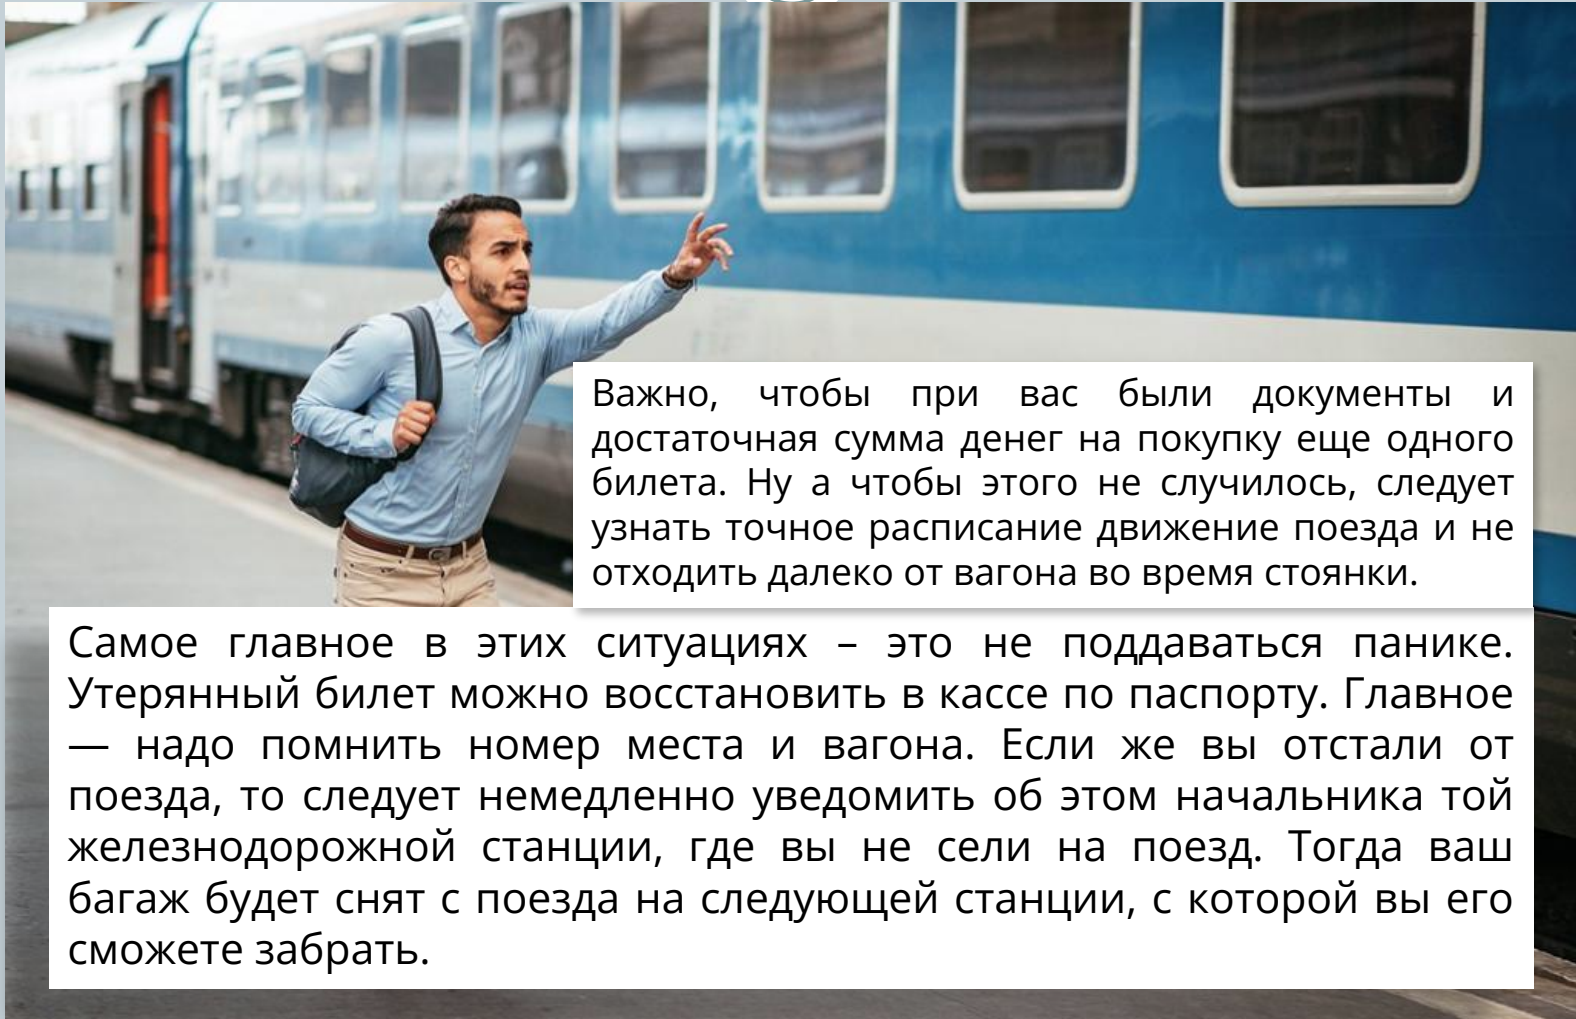 Важно, чтобы при вас были документы и
достаточная сумма денег на покупку еще одного
билета. Ну а чтобы этого не случилось, следует
узнать точное расписание движение поезда и не
отходить далеко от вагона во время стоянки.
Самое главное в этих ситуациях – это не поддаваться панике.
Утерянный билет можно восстановить в кассе по паспорту. Главное
— надо помнить номер места и вагона. Если же вы отстали от
поезда, то следует немедленно уведомить об этом начальника той
железнодорожной станции, где вы не сели на поезд. Тогда ваш
багаж будет снят с поезда на следующей станции, с которой вы его
сможете забрать.